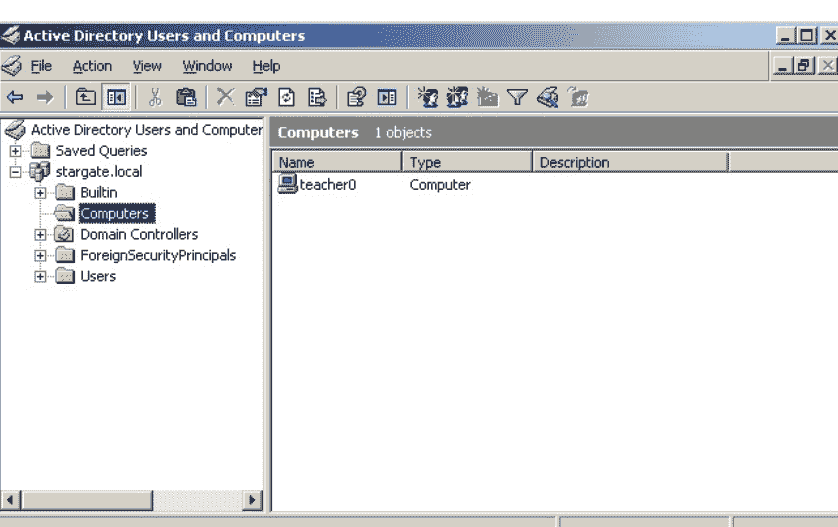 Active Directory Users and Computers
File Action View Window Help
Active Directory Users and Computer
Saved Queries
stargate.local
Builtin
Computers
Domain Controllers
ForeignSecurityPrincipals
Users
Computers 1 objects
Name Type Description
teacher0 Computer